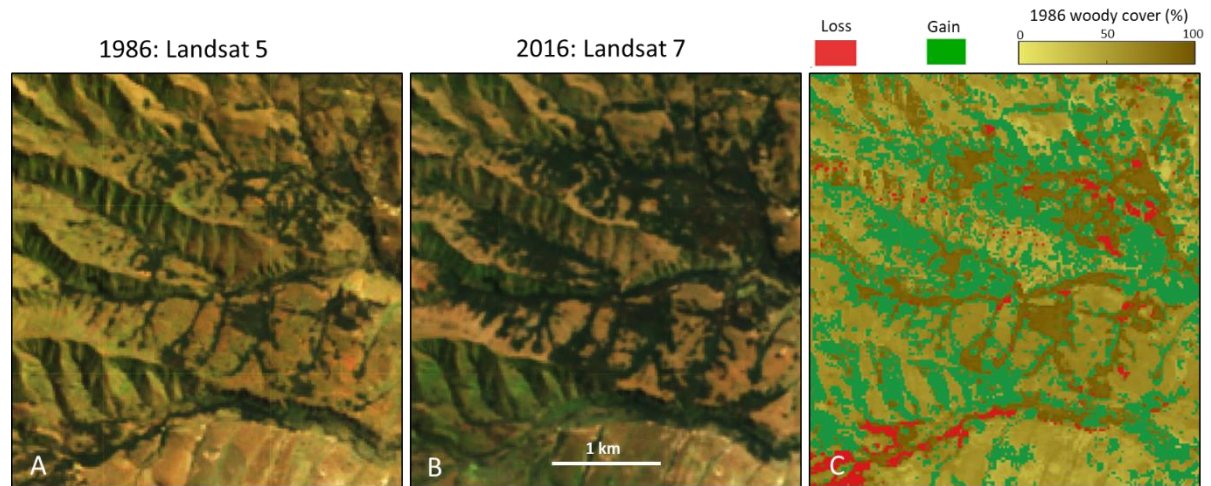 1986: Landsat 5
2016: Landsat 7
Loss
Gain
1986 woody cover (%)
0 50 100
A
B
1 km
C